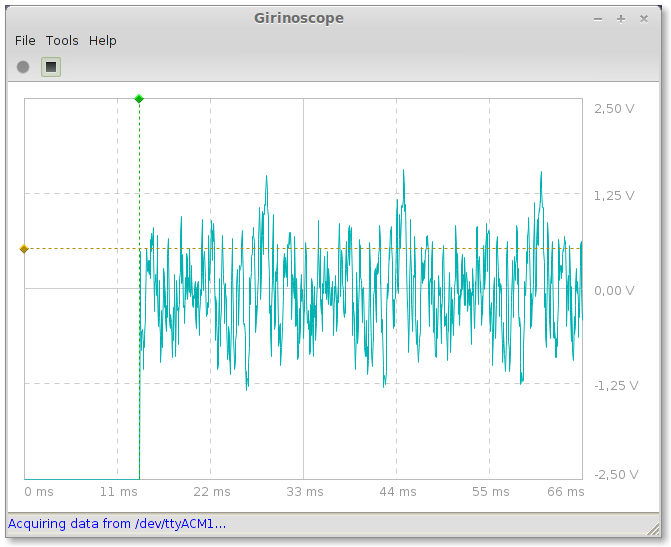 Girinoscope
File Tools Help
2,50 V
1,25 V
0,00 V
-1,25 V
-2,50 V
0 ms 11 ms 22 ms 33 ms 44 ms 55 ms 66 ms
Acquiring data from /dev/ttyACM1...